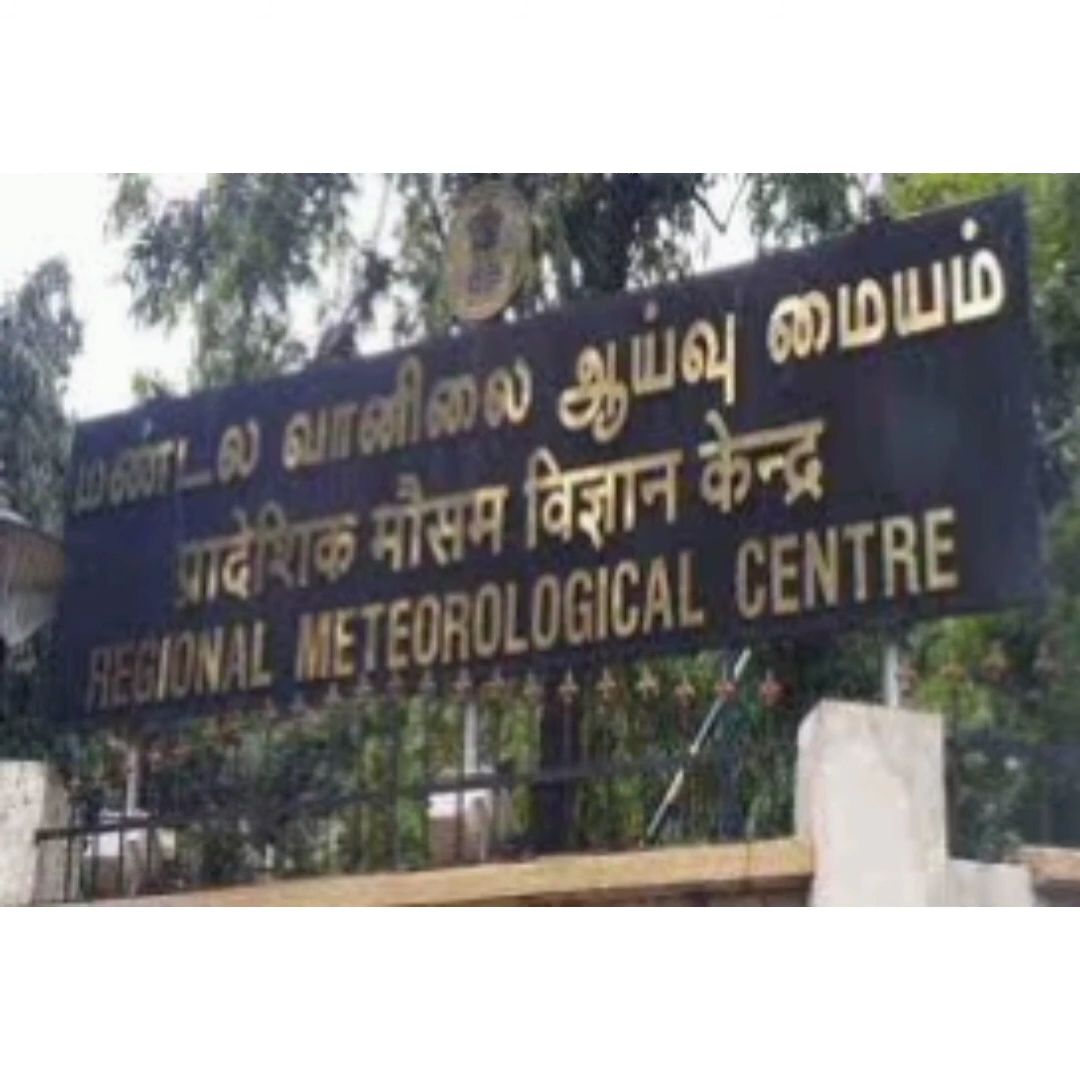 மண்டல வானிலை ஆய்வு மையம்
प्रादेशिक मौसम विज्ञान केन्द्र
REGIONAL METEOROLOGICAL CENTRE